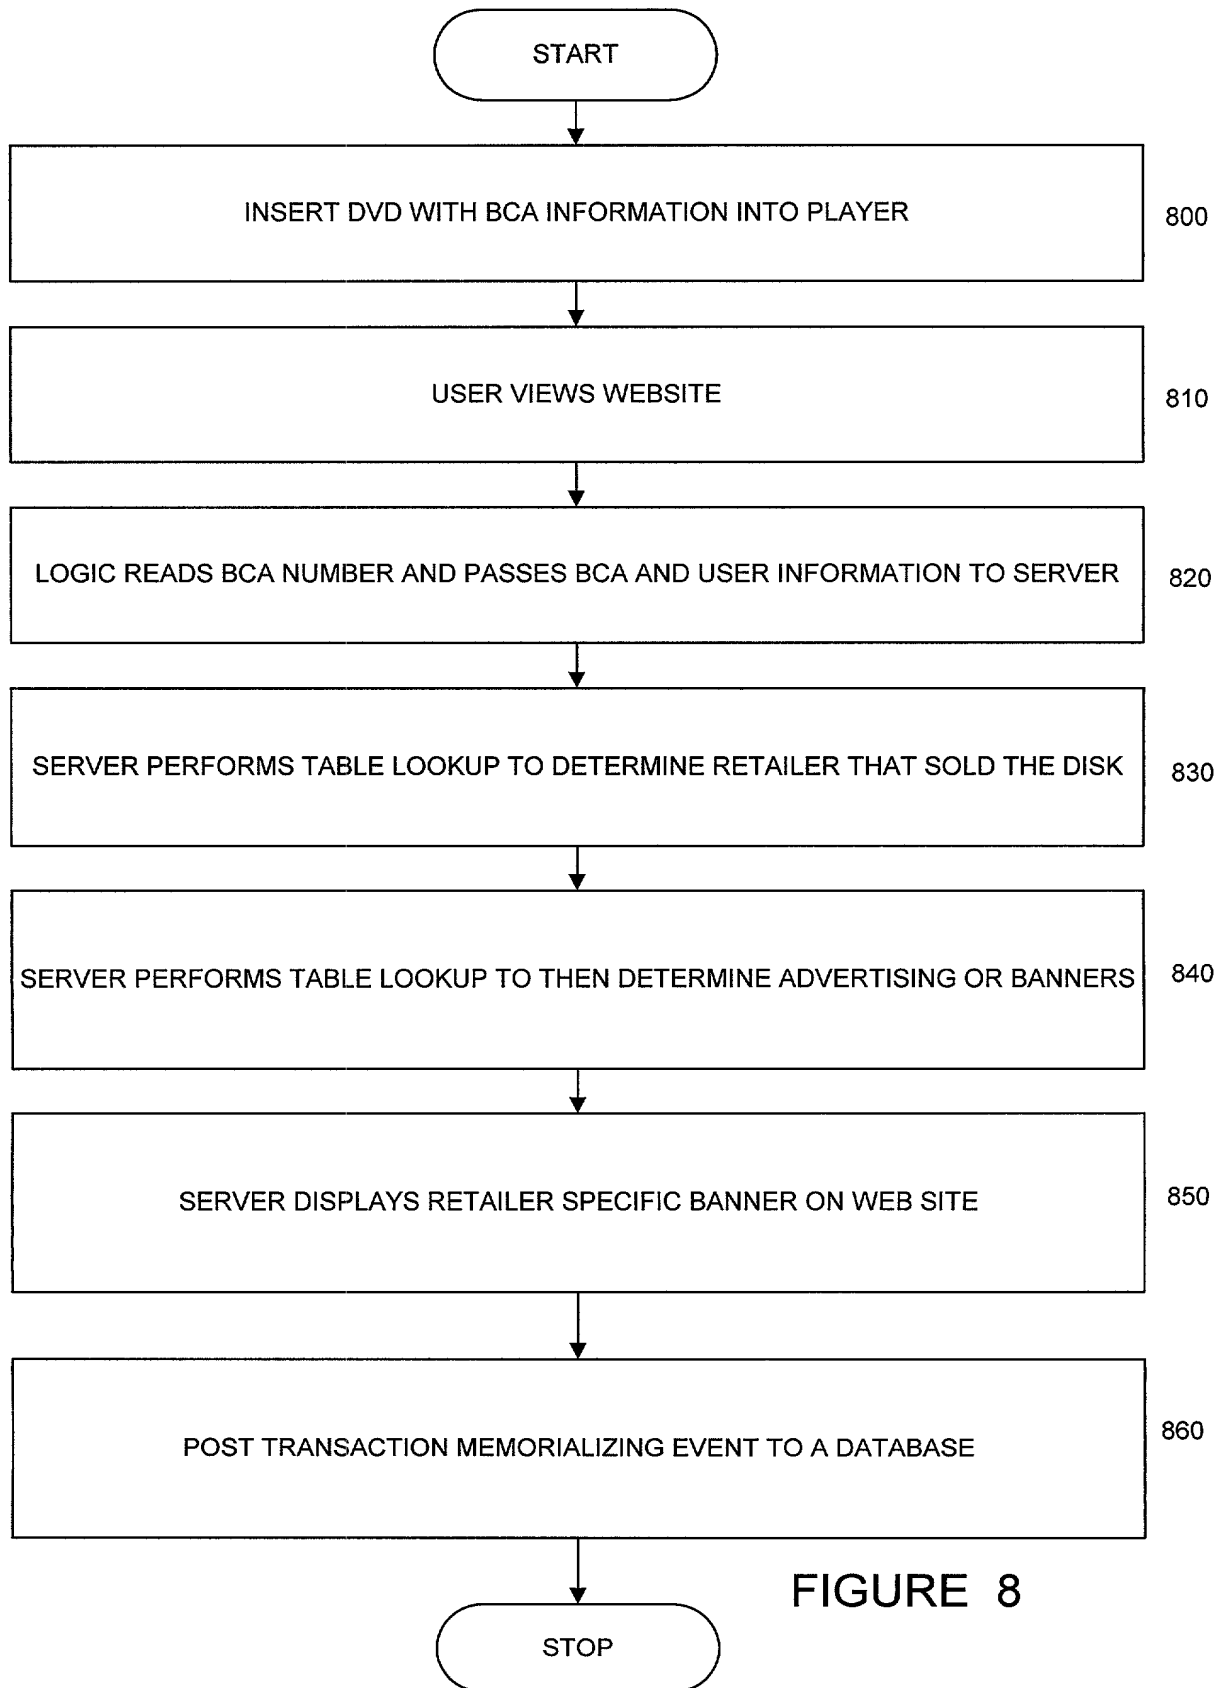 START
INSERT DVD WITH BCA INFORMATION INTO PLAYER
800
USER VIEWS WEBSITE
810
LOGIC READS BCA NUMBER AND PASSES BCA AND USER INFORMATION TO SERVER
820
SERVER PERFORMS TABLE LOOKUP TO DETERMINE RETAILER THAT SOLD THE DISK
830
SERVER PERFORMS TABLE LOOKUP TO THEN DETERMINE ADVERTISING OR BANNERS
840
SERVER DISPLAYS RETAILER SPECIFIC BANNER ON WEB SITE
850
POST TRANSACTION MEMORIALIZING EVENT TO A DATABASE
860
FIGURE 8
STOP